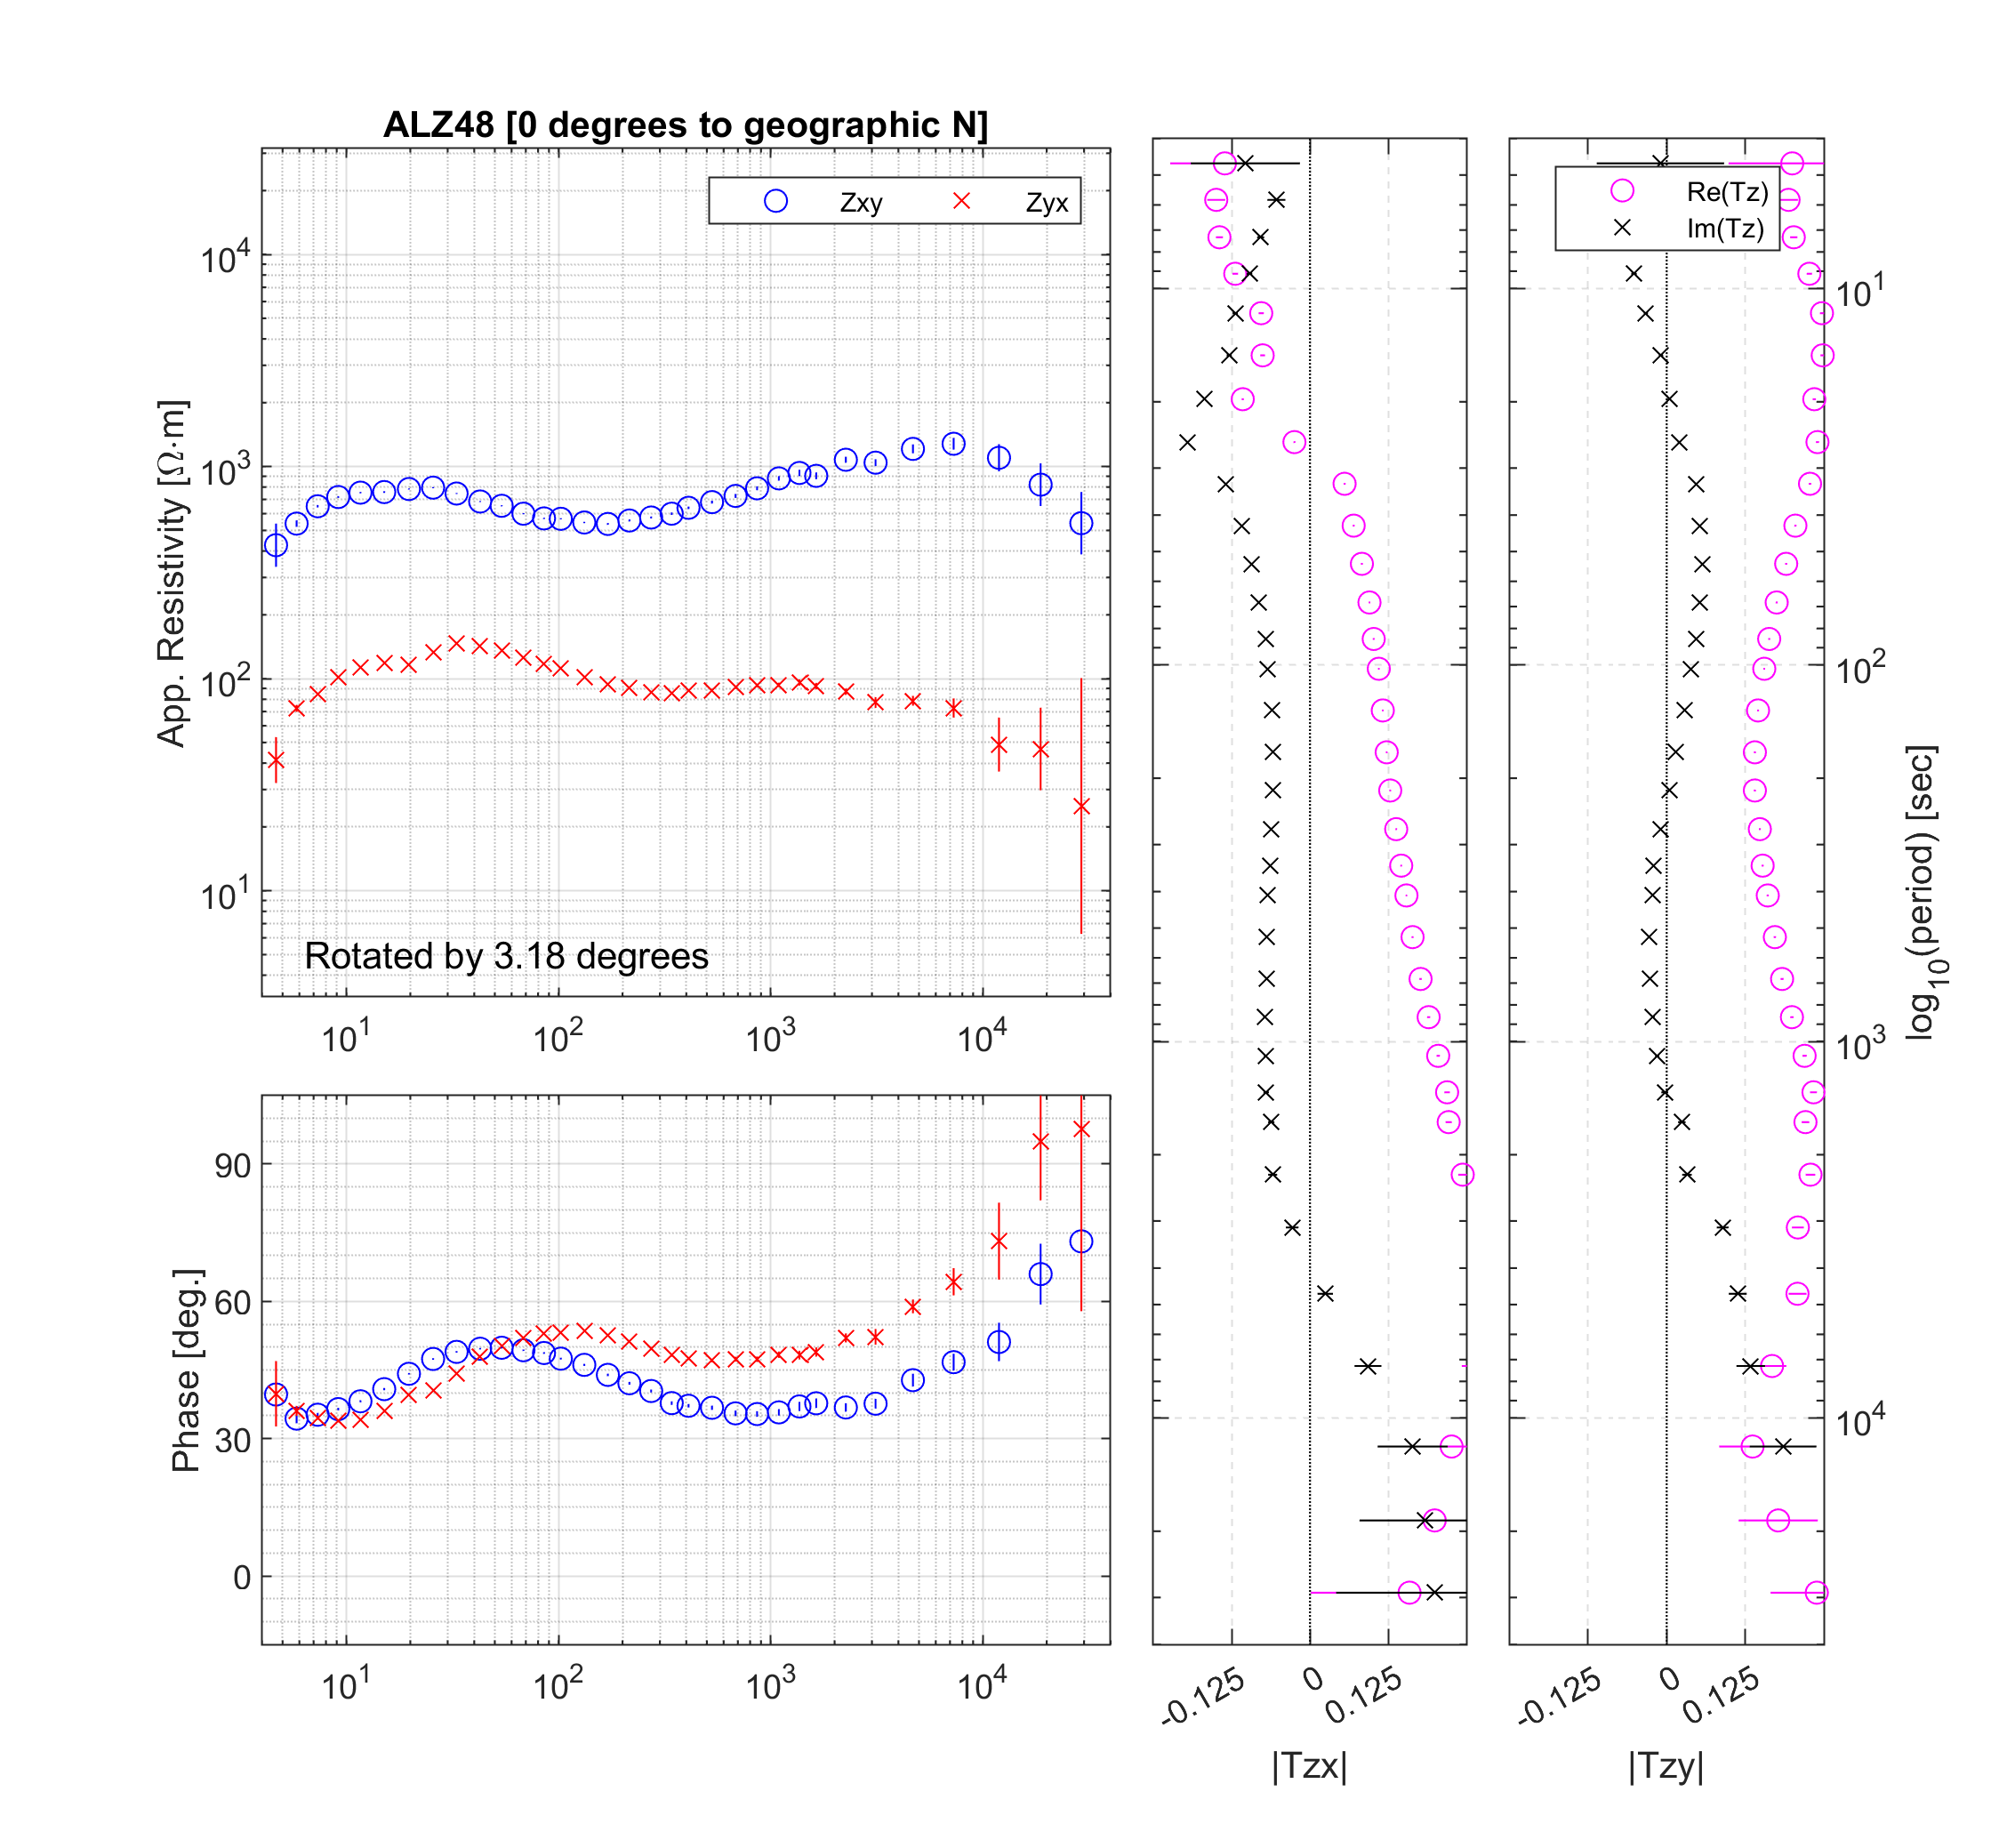 ALZ48 [0 degrees to geographic N]
Zxy Zyx
App. Resistivity [Ω·m]
10^4
10^3
10^2
10^1
Rotated by 3.18 degrees
10^1 10^2 10^3 10^4
Phase [deg.]
90
60
30
0
10^1 10^2 10^3 10^4
-0.125 0 0.125
|Tzx|
Re(Tz)
Im(Tz)
-0.125 0 0.125
|Tzy|
10^1
10^2
10^3
10^4
log10(period) [sec]